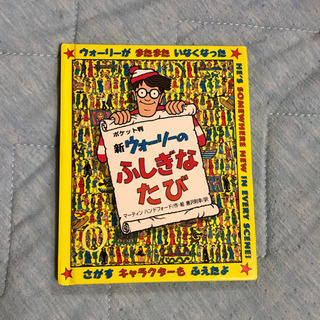 ウォーリーが またまた いなくなった
HE'S SOMEWHERE NEW IN EVERY SCENE!
ポケット判
新ウォーリーの
ふしぎな
たび
マーティン ハンドフォード/作・絵 唐沢則幸/訳
さがす キャラクターも ふえたよ